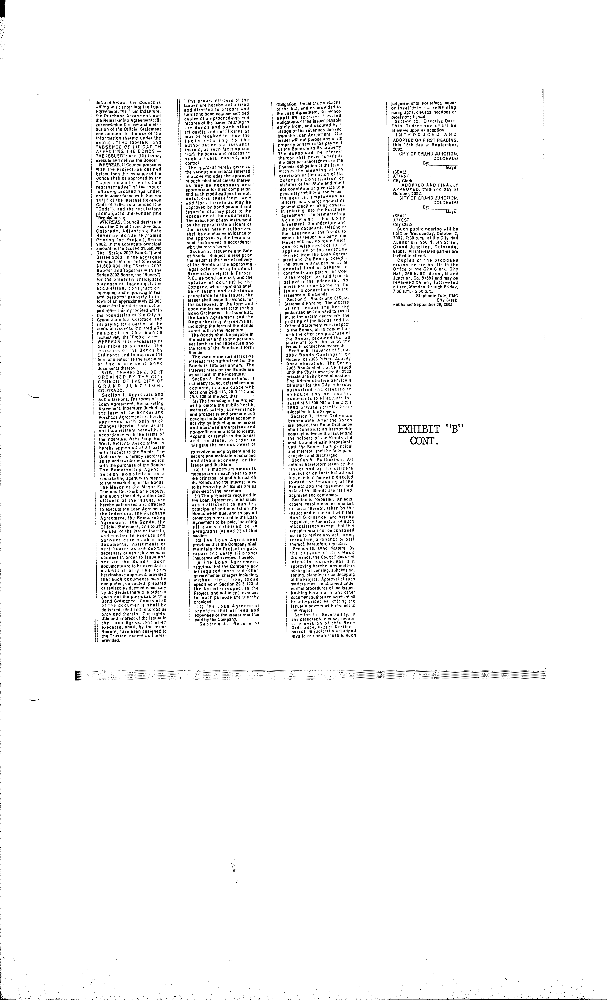 defined below, then Council is
willing to (i) enter into the Loan
Agreement, the Trust Indenture,
the Purchase Agreement, and
the Remarketing Agreement; (ii)
acknowledge the use and distri-
bution of the Official Statement
and consent to the use of the
information therein under the
caption "THE ISSUER" and
"ABSENCE OF LITIGATION
AFFECTING THE BONDS —
THE ISSUER"; and (iii) issue,
execute and deliver the Bonds;
WHEREAS, if Council proceeds
with the Project, as defined
below, then the issuance of the
Bonds shall be approved by the
"applicable elected
representative" of the Issuer
following proceedings under,
and in accordance with, Section
147(f) of the Internal Revenue
Code of 1986, as amended (the
"Code"), and the regulations
promulgated thereunder (the
"Regulations");
WHEREAS, Council desires to
issue the City of Grand Junction,
Colorado, Adjustable Rate
Revenue Bonds (Pyramid
Printing, Inc. Project), Series
2002, in the aggregate principal
amount not to exceed $1,600,000
(the "Series 2002 Bonds") and
Series 2003, in the aggregate
principal amount not to exceed
$1,600,000 (the "Series 2003
Bonds" and together with the
Series 2002 Bonds, the "Bonds"),
for the presently anticipated
purposes of financing (i) the
acquisition, construction,
equipping and improving of real
and personal property in the
form of an approximately 25,000
square-foot printing production
and office facility located within
the boundaries of the City of
Grand Junction, Colorado, and
(ii) paying for a portion of the
costs of issuance incurred with
respect to the Bonds
(collectively, the "Project"); and
WHEREAS, it is necessary or
desirable to authorize the
issuance of the Bonds by
Ordinance and to approve the
form and authorize the execution
of the aforementioned
documents thereby.
NOW, THEREFORE, BE IT
ORDAINED BY THE CITY
COUNCIL OF THE CITY OF
GRAND JUNCTION,
COLORADO:
Section 1. Approvals and
Authorizations. The forms of the
Loan Agreement, Remarketing
Agreement, Indenture (including
the form of the Bonds) and
Purchase Agreement are hereby
approved with only such
changes therein, if any, as are
not inconsistent herewith. In
accordance with the terms of
the Indenture, Wells Fargo Bank
West, National Association, is
hereby appointed as a trustee
with respect to the Bonds. The
Underwriter is hereby appointed
as an underwriter in connection
with the purchase of the Bonds.
The Remarketing Agent is
hereby appointed as a
remarketing agent with respect
to the remarketing of the Bonds.
The Mayor or the Mayor Pro
Tem and the Clerk or a deputy,
and such other duly authorized
officers of the Issuer, are
hereby authorized and directed
to execute the Loan Agreement,
the Indenture, the Purchase
Agreement, the Remarketing
Agreement, the Bonds, the
Official Statement, and to affix
the seal of the Issuer thereto,
and further to execute and
authenticate such other
documents, instruments or
certificates as are deemed
necessary or desirable by bond
counsel in order to issue and
secure the Bonds. Such
documents are to be executed in
substantially the form
hereinabove approved, provided
that such documents may be
completed, corrected, prepared
or revised as deemed necessary
by the parties thereto in order to
carry out the purposes of this
Bond Ordinance. Copies of all
of the documents shall be
delivered, filed and recorded as
provided therein. The rights,
title and interest of the Issuer in
the Loan Agreement when
executed, shall, by the terms
thereof, have been assigned to
the Trustee, except as therein
provided.
The proper officers of the
Issuer are hereby authorized
and directed to prepare and
furnish to bond counsel certified
copies of all proceedings and
records of the Issuer relating to
the Bonds and such other
affidavits and certificates as
may be required to show the
facts relating to the
authorization and issuance
thereof, as such facts appear
from the books and records in
such officers' custody and
control.
The approval hereby given to
the various documents referred
to above includes the approval
of such additional details therein
as may be necessary and
appropriate for their completion
and such modifications thereof,
deletions therefrom, and
additions thereto as may be
approved by bond counsel and
Issuer's attorney prior to the
execution of the documents.
The execution of any instrument
by the appropriate officers of
the Issuer herein authorized
shall be conclusive evidence of
the approval by the Issuer of
such instrument in accordance
with the terms hereof.
Section 2. Issuance and Sale
of Bonds. Subject to receipt by
the Issuer at the time of delivery
of the Bonds of the approving
legal opinion or opinions of
Brownstein Hyatt & Farber,
P.C., as bond counsel, and the
opinion of counsel to the
Company, which opinions shall
be in forms and substance
acceptable to the Issuer, the
Issuer shall issue the Bonds, for
the purposes, in the form and
upon the terms set forth in this
Bond Ordinance, the Indenture,
the Loan Agreement and the
Remarketing Agreement,
including the form of the Bonds
as set forth in the Indenture.
The Bonds shall be payable in
the manner and to the persons
set forth in the Indenture and
the form of the Bonds set forth
therein.
The maximum net effective
interest rate authorized for the
Bonds is 10% per annum. The
interest rates on the Bonds are
as set forth in the Indenture.
Section 3. Determinations. It
is hereby found, determined and
declared, in accordance with
Sections 29-3-113, 29-3-114 and
29-3-120 of the Act, that:
(a) The financing of the Project
will promote the public health,
welfare, safety, convenience
and prosperity and promote and
develop trade or other economic
activity by inducing commercial
and business enterprises and
nonprofit corporations to locate,
expand, or remain in the Issuer
and the State, in order to
mitigate the serious threat of
extensive unemployment and to
secure and maintain a balanced
and stable economy for the
Issuer and the State.
(b) The maximum amounts
necessary in each year to pay
the principal of and interest on
the Bonds and the interest rates
to be borne by the Bonds are as
provided in the Indenture.
(c) The payments required in
the Loan Agreement to be made
are sufficient to pay the
principal of and interest on the
Bonds when due, and to pay all
other costs required in the Loan
Agreement to be paid, including
all sums referred to in
paragraphs (e) and (f) of this
section.
(d) The Loan Agreement
provides that the Company shall
maintain the Project in good
repair and carry all proper
insurance with respect thereto.
(e) The Loan Agreement
requires that the Company pay
all required taxes and other
governmental charges including,
without limitation, those
specified in Section 29-3-120 of
the Act with respect to the
Project, and sufficient revenues
for such purpose are thereby
provided.
(f) The Loan Agreement
provides that all fees and
expenses of the Issuer shall be
paid by the Company.
Section 4. Nature of
Obligation. Under the provisions
of the Act, and as provided in
the Loan Agreement, the Bonds
shall be special, limited
obligations of the Issuer payable
solely from, and secured by a
pledge of the revenues derived
from the Loan Agreement. The
Issuer will not pledge any of its
property or secure the payment
of the Bonds with its property.
The Bonds and the interest
thereon shall never constitute
the debt or indebtedness or the
financial obligation of the Issuer
within the meaning of any
provision or limitation of the
Colorado Constitution or
statutes of the State and shall
not constitute or give rise to a
pecuniary liability of the Issuer,
its agents, employees or
officers, or a charge against its
general credit or taxing powers.
In entering into the Purchase
Agreement, the Remarketing
Agreement, the Loan
Agreement, the Indenture and
the other documents relating to
the issuance of the Bonds to
which the Issuer is a party, the
Issuer will not obligate itself,
except with respect to the
application of the revenues
derived from the Loan Agree-
ment and the Bond proceeds.
The Issuer will not pay out of its
general fund or otherwise
contribute any part of the Cost
of the Project (as said term is
defined in the Indenture). No
costs are to be borne by the
Issuer in connection with the
issuance of the Bonds.
Section 5. Bonds and Official
Statement Printing. The officers
of the Issuer are hereby
authorized and directed to assist
in, to the extent necessary, the
printing of the Bonds and the
Official Statement with respect
to the Bonds, all in connection
with the offer and purchase of
the Bonds, provided that no
costs are to be borne by the
Issuer in connection therewith.
Section 6. Issuance of Series
2002 Bonds Contingent on
Receipt of 2003 Private Activity
Bond Allocation. The Series
2003 Bonds shall not be issued
until the City is awarded its 2003
private activity bond allocation.
The Administrative Service's
Director for the City is hereby
authorized and directed to
execute any necessary
documents to effectuate the
award of $1,600,000 of the City's
2003 private activity bond
allocation to the Project.
Section 7. Bond Ordinance
Irrepealable. After the Bonds
are issued, this Bond Ordinance
shall constitute an irrevocable
contract between the Issuer and
the holders of the Bonds and
shall be and remain irrepealable
until the Bonds, both principal
and interest, shall be fully paid,
canceled and discharged.
Section 8. Ratification. All
actions heretofore taken by the
Issuer and by the officers
thereof or on their behalf not
inconsistent herewith directed
toward the financing of the
Project and the issuance and
sale of the Bonds are ratified,
approved and confirmed.
Section 9. Repealer. All acts,
orders, resolutions, ordinances
or parts thereof, taken by the
Issuer and in conflict with this
Bond Ordinance, are hereby
repealed, to the extent of such
inconsistency except that this
repealer shall not be construed
so as to revive any act, order,
resolution, ordinance or part
thereof, heretofore repealed.
Section 10. Other Matters. By
the passage of this Bond
Ordinance, the Council does not
intend to approve, nor is it
approving hereby, any matters
relating to licensing, subdivision,
zoning, planning or landscaping
of the Project. Approval of such
matters must be obtained under
normal procedures of the Issuer.
Nothing herein or in any other
document authorized herein shall
be interpreted as limiting the
Issuer's powers with respect to
the Project.
Section 11. Severability. If
any paragraph, clause, section
or provision of this Bond
Ordinance, except Section 4
hereof, is judicially adjudged
invalid or unenforceable, such
judgment shall not effect, impair
or invalidate the remaining
paragraphs, clauses, sections or
provisions hereof.
Section 12. Effective Date.
This Ordinance shall be
effective upon its adoption.
INTRODUCED AND
ADOPTED ON FIRST READING,
this 18th day of September,
2002.
CITY OF GRAND JUNCTION,
COLORADO
By:
Mayor
(SEAL)
ATTEST:
City Clerk
ADOPTED AND FINALLY
APPROVED, this 2nd day of
October, 2002.
CITY OF GRAND JUNCTION,
COLORADO
By:
Mayor
(SEAL)
ATTEST:
City Clerk
Such public hearing will be
held on Wednesday, October 2,
2002, 7:30 p.m., at the City Hall
Auditorium, 250 N. 5th Street,
Grand Junction, Colorado,
81501. All interested parties are
invited to attend.
Copies of the proposed
ordinance are on file in the
Office of the City Clerk, City
Hall, 250 N. 5th Street, Grand
Junction, Co. 81501 and may be
reviewed by any interested
citizen, Monday through Friday,
7:30 a.m. - 5:30 p.m.
Stephanie Tuin, CMC
City Clerk
Published September 20, 2002
EXHIBIT "B"
CONT.